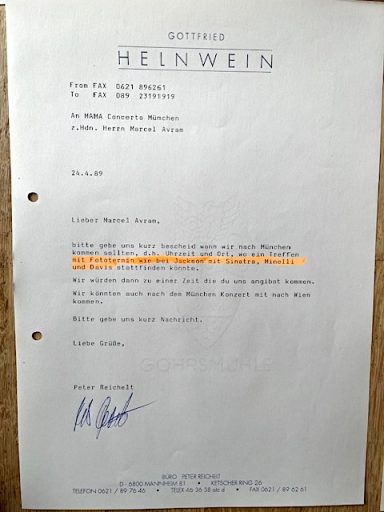 GOTTFRIED
HELNWEIN
From FAX 0621 896261
To FAX 089 23191919
An MAMA Concerts München
z.Hdn. Herrn Marcel Avram
24.4.89
Lieber Marcel Avram,
bitte gebe uns kurz bescheid wann wir nach München
kommen sollten, d.h. Uhrzeit und Ort, wo ein Treffen
mit Fototermin wie bei Jackson mit Sinatra, Minelli
und Davis stattfinden könnte.
Wir würden dann zu einer Zeit die du uns angibst kommen.
Wir könnten auch nach dem München Konzert mit nach Wien
kommen.
Bitte gebe uns kurz Nachricht.
Liebe Grüße,
GOHRSMÜHLE
Peter Reichelt
BÜRO PETER REICHELT
D - 6800 MANNHEIM 81 • KETSCHER RING 26
TELEFON 0621 / 89 76 46 • TELEX 46 36 38 atc d • FAX 0621 / 89 62 61